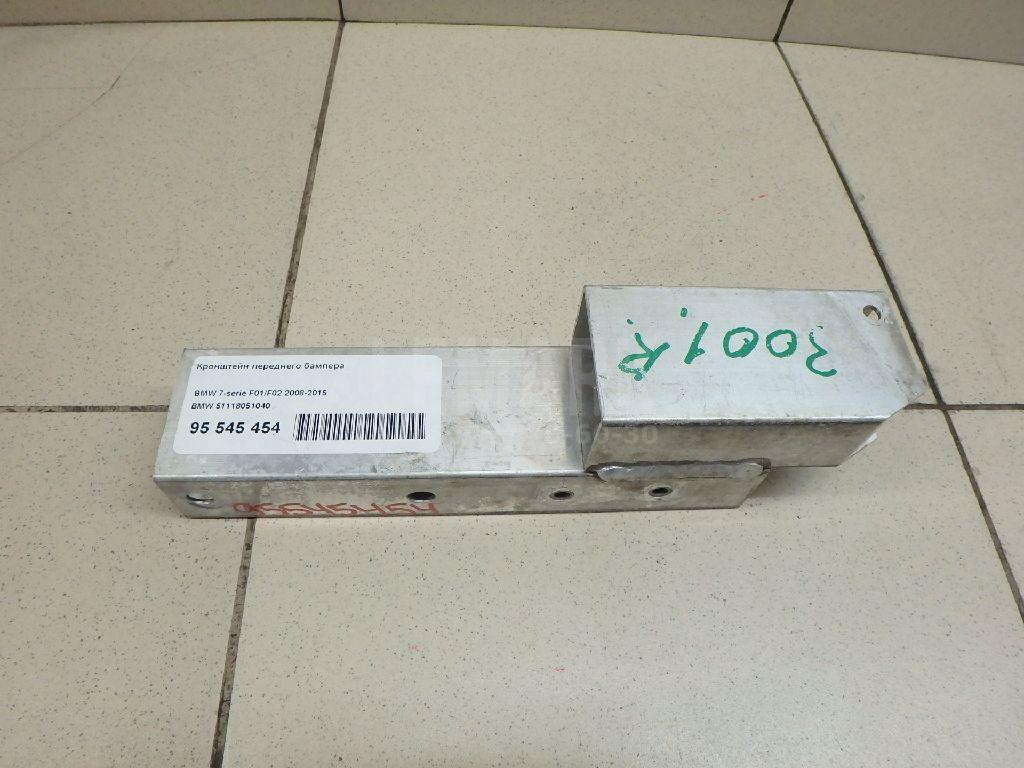 Кронштейн переднего бампера
BMW 7-serie F01/F02 2008-2015
BMW 51118051040
95 545 454
3001R